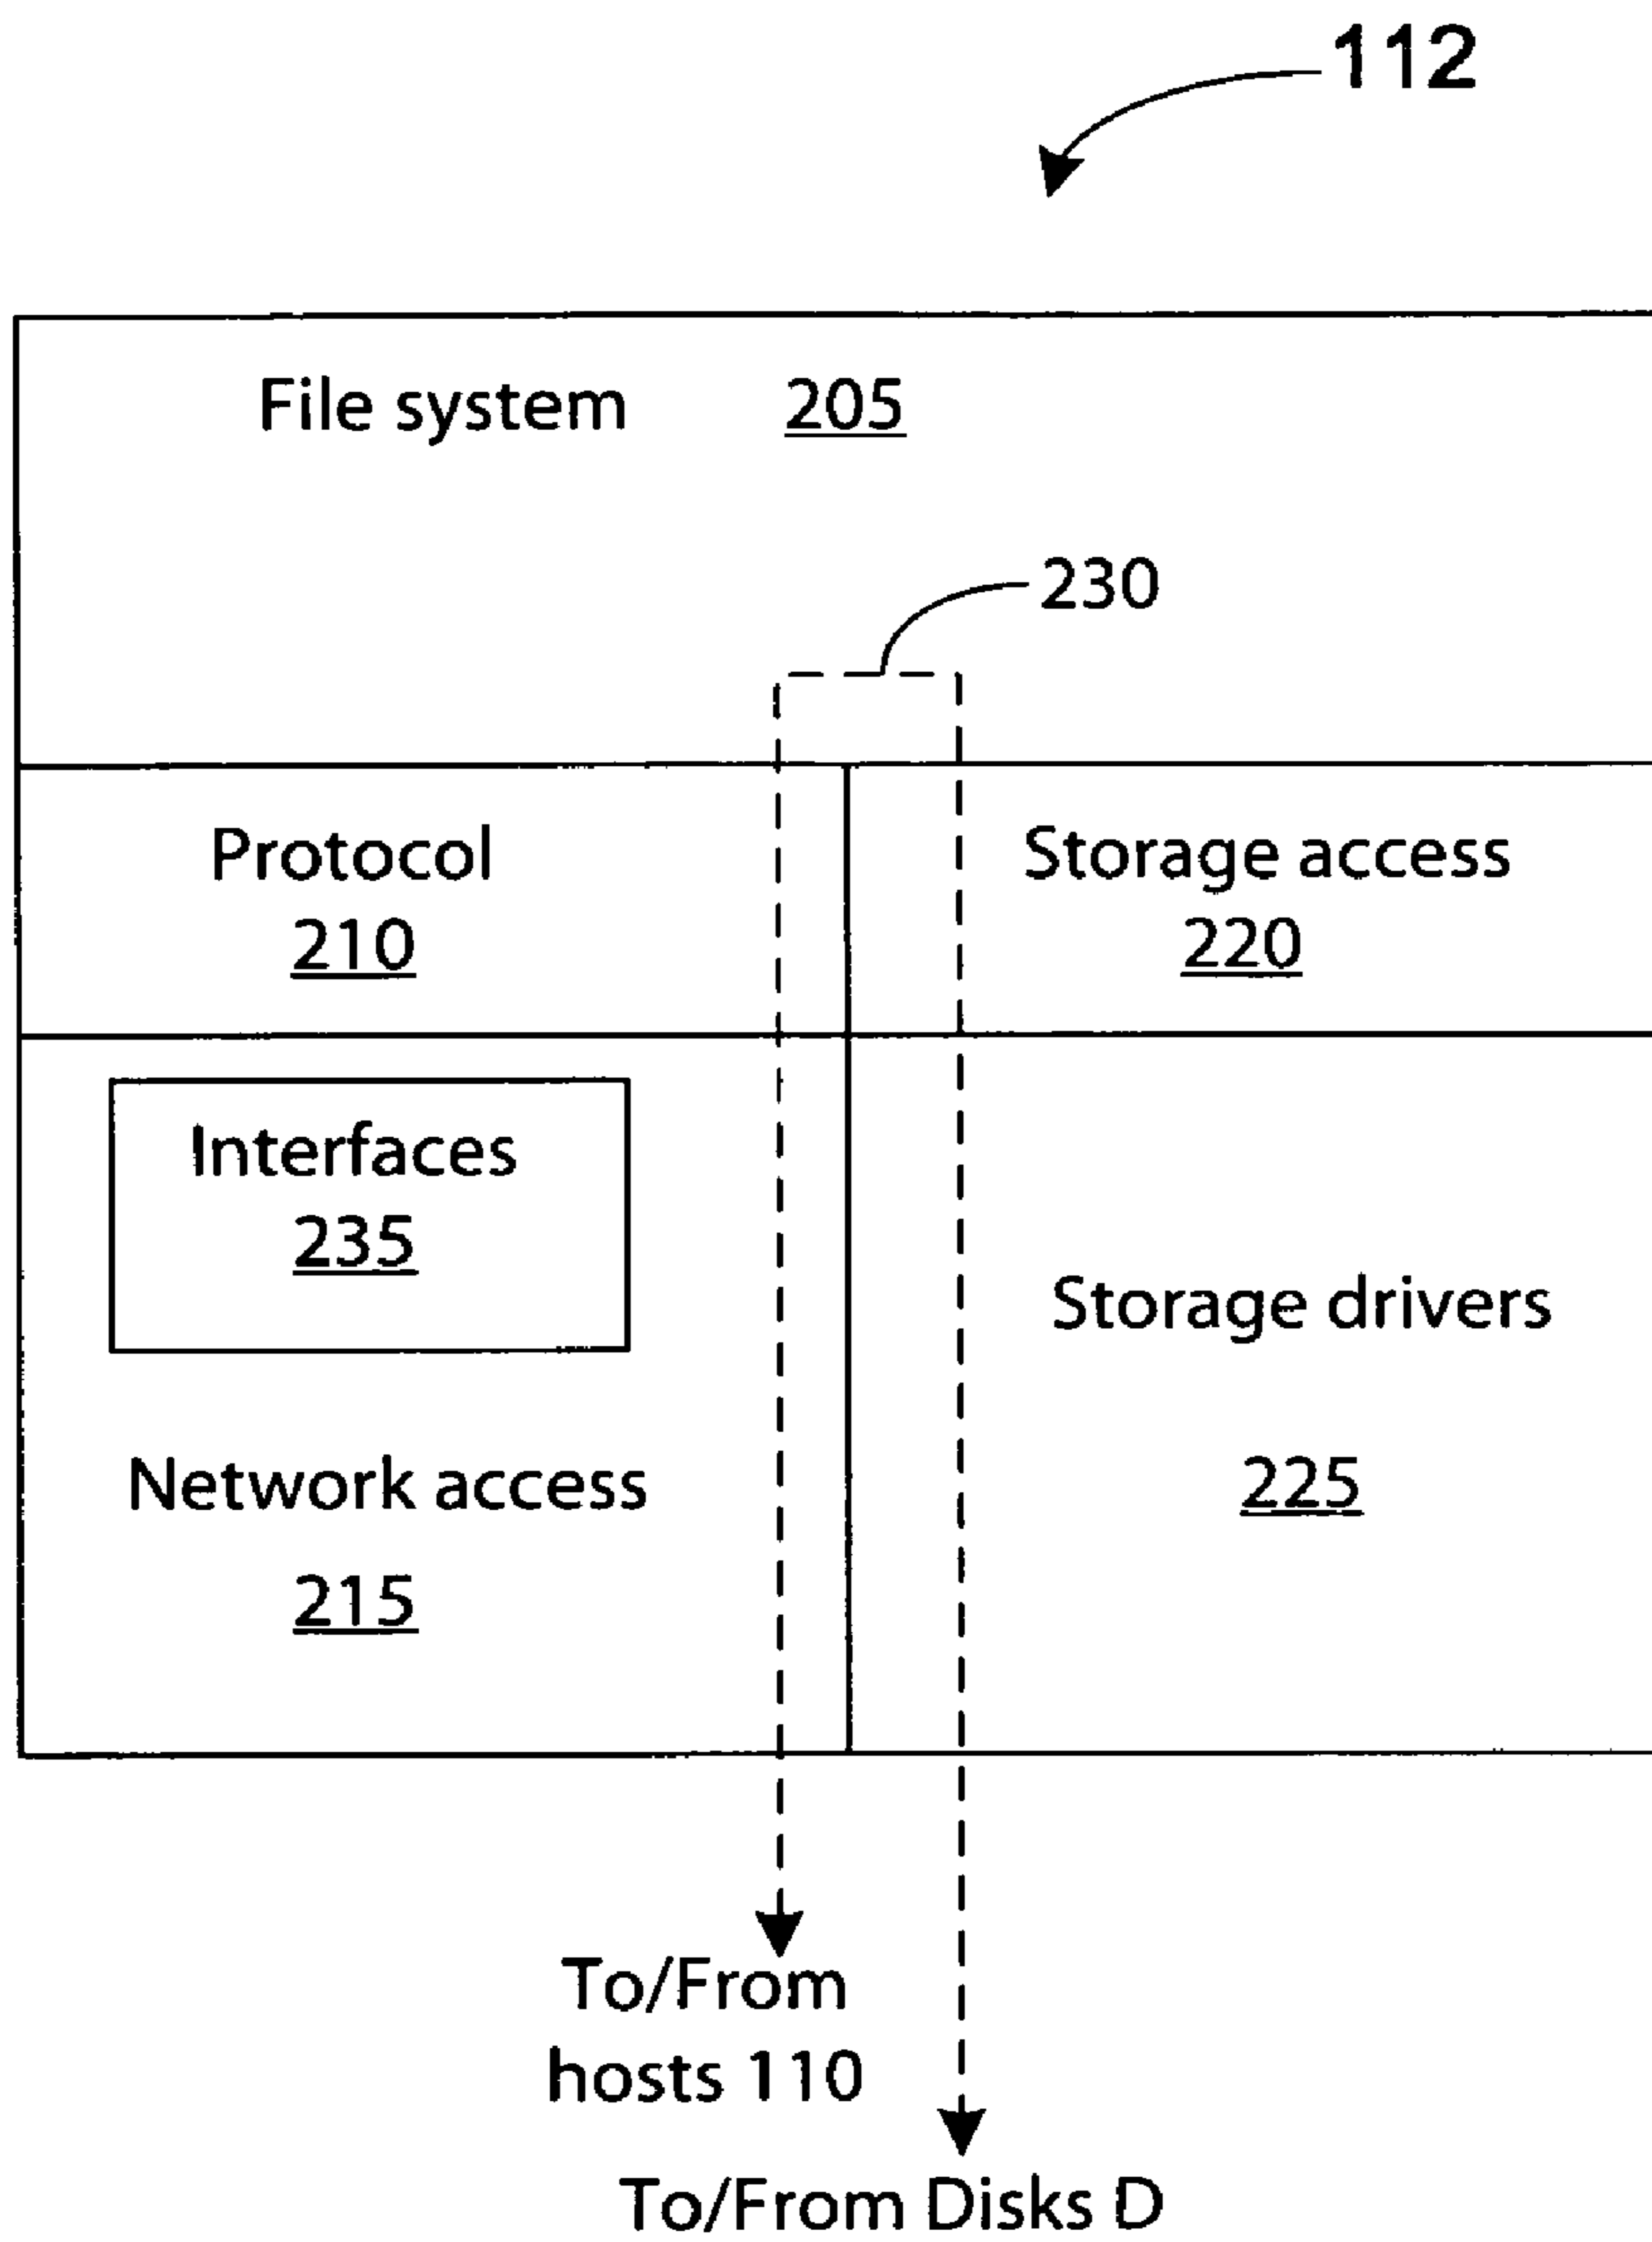 112
File system 205
230
Protocol
210
Storage access
220
Interfaces
235
Network access
215
Storage drivers
225
To/From
hosts 110
To/From Disks D